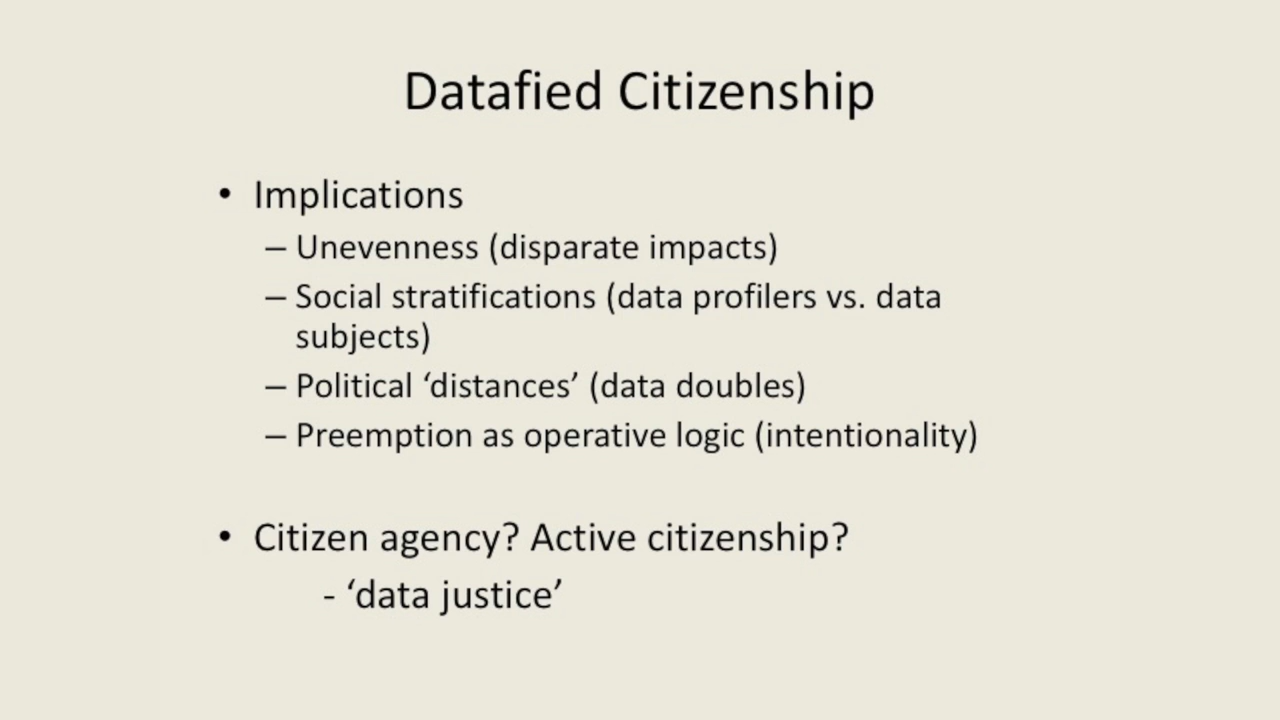 Datafied Citizenship
• Implications
– Unevenness (disparate impacts)
– Social stratifications (data profilers vs. data
subjects)
– Political ‘distances’ (data doubles)
– Preemption as operative logic (intentionality)
• Citizen agency? Active citizenship?
- ‘data justice’